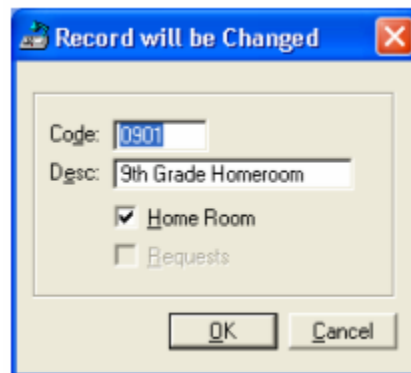 Record will be Changed
Code: 0901
Desc: 9th Grade Homeroom
Home Room
Requests
OK Cancel